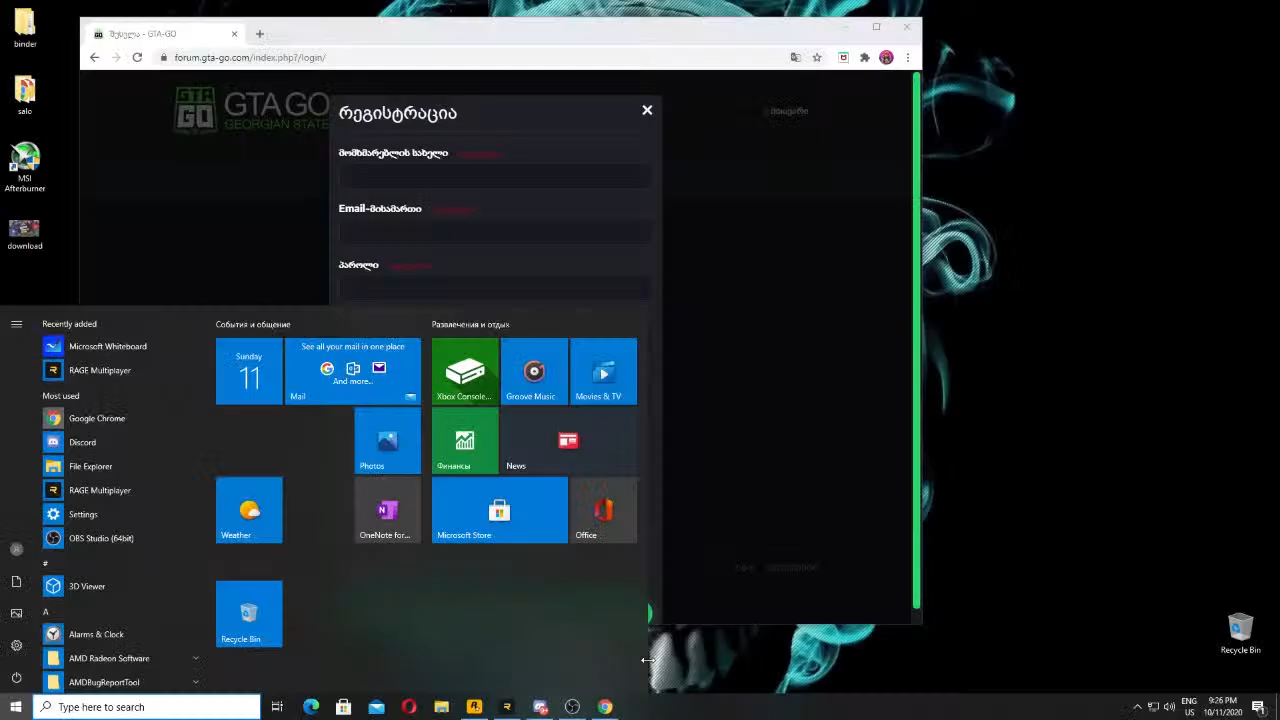 binder
salo
MSI
Afterburner
download
შესვლა - GTA-GO
forum.gta-go.com/index.php?/login/
GTA GO
GTA GO
GEORGIAN STATE
მთავარი
რეგისტრაცია
მომხმარებლის სახელი
Email-მისამართი
პაროლი
Recently added
Microsoft Whiteboard
RAGE Multiplayer
Most used
Google Chrome
Discord
File Explorer
RAGE Multiplayer
Settings
OBS Studio (64bit)
#
3D Viewer
A
Alarms & Clock
AMD Radeon Software
AMDBugReportTool
События и общение
Sunday
11
See all your mail in one place
And more...
Mail
Photos
Weather
OneNote for...
Recycle Bin
Развлечения и отдых
Xbox Console...
Groove Music
Movies & TV
Финансы
News
Microsoft Store
Office
Recycle Bin
Type here to search
ENG
US
9:26 PM
10/11/2020